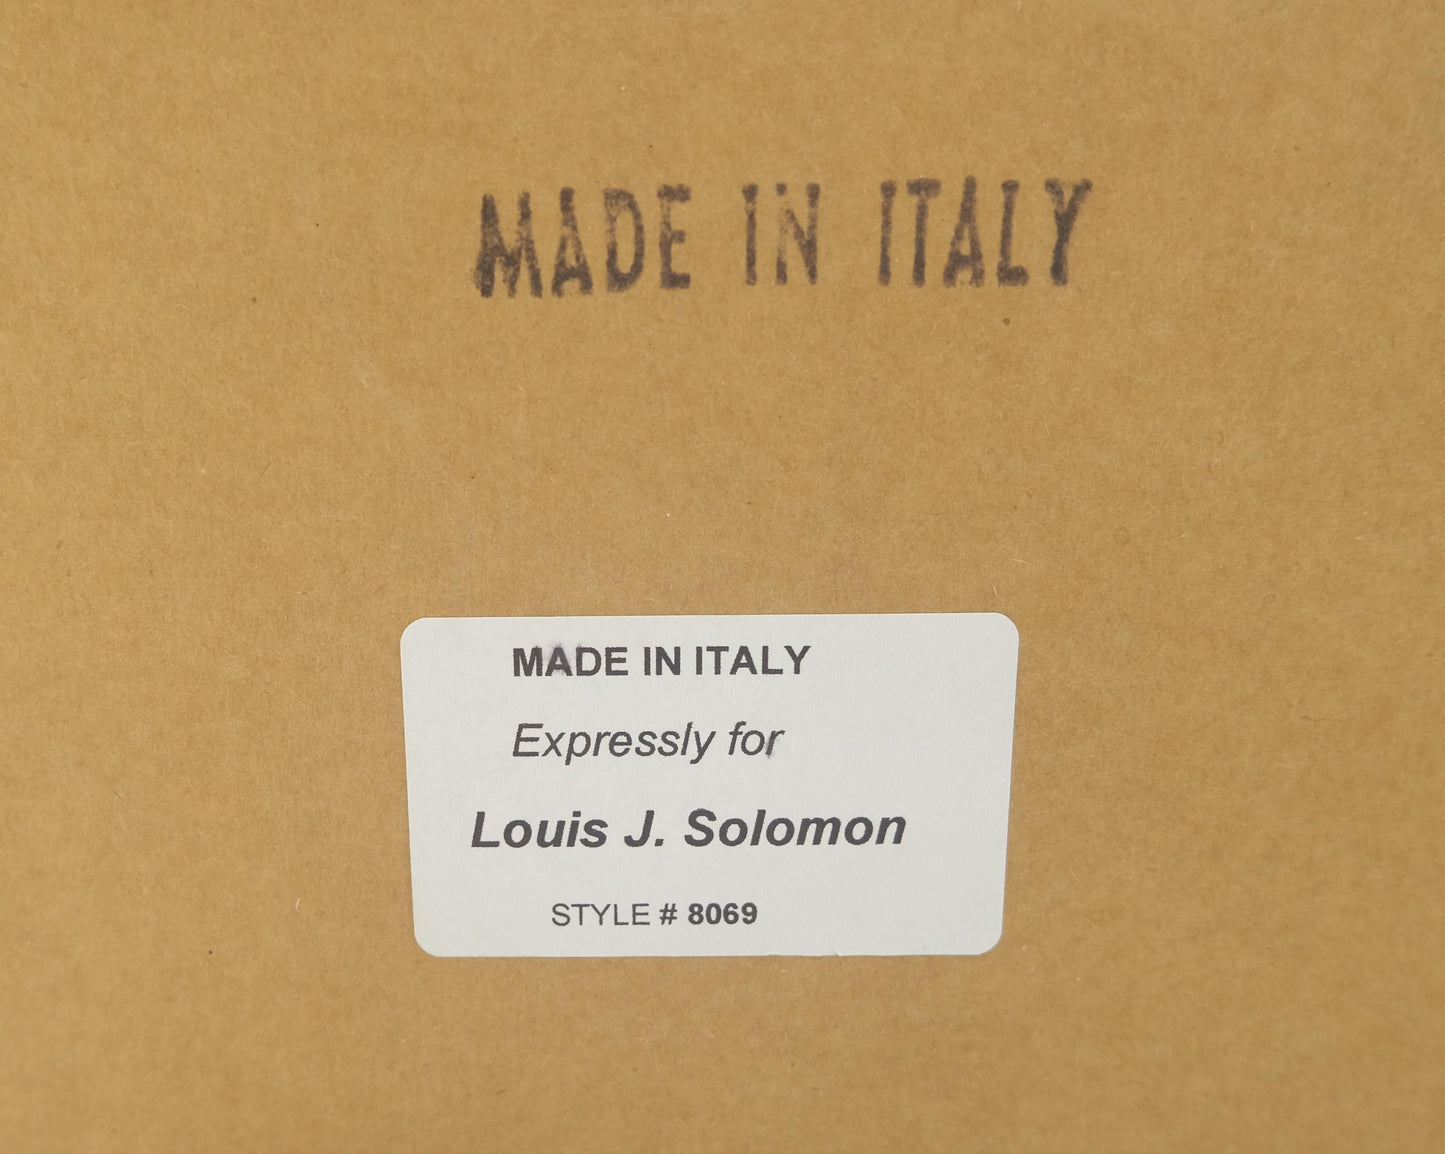 MADE IN ITALY
MADE IN ITALY
Expressly for
Louis J. Solomon
STYLE # 8069